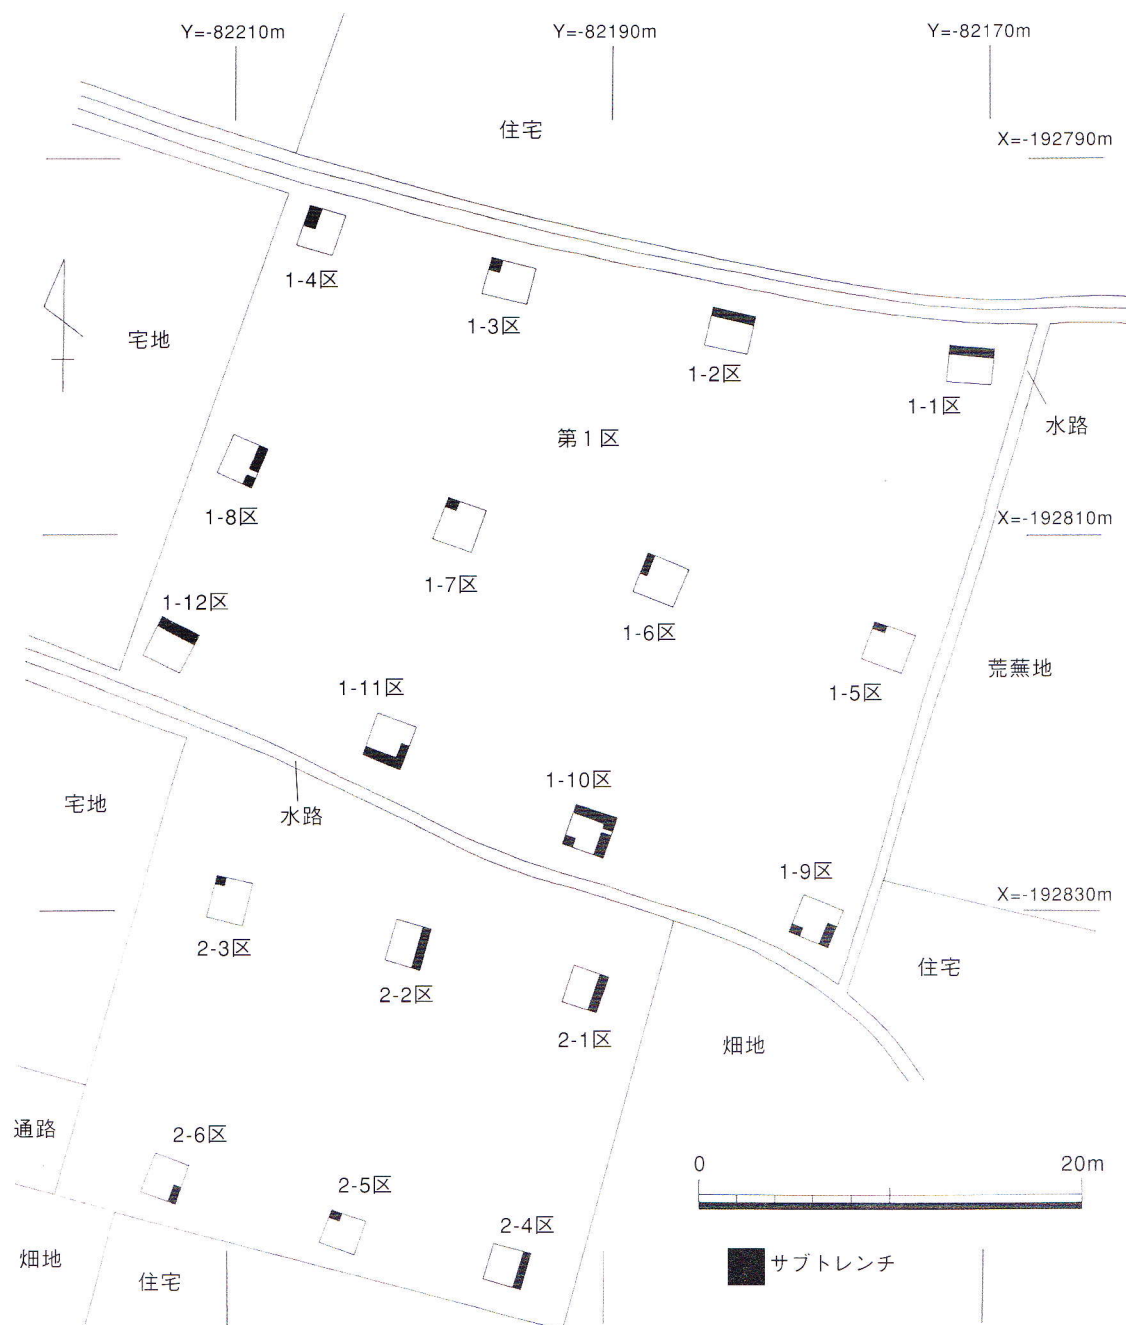 Y=-82210m
Y=-82190m
Y=-82170m
住宅
X=-192790m
1-4区
1-3区
宅地
1-2区
1-1区
水路
第1区
1-8区
X=-192810m
1-7区
1-12区
1-6区
荒蕪地
1-11区
1-5区
1-10区
宅地
水路
1-9区
X=-192830m
2-3区
住宅
2-2区
2-1区
畑地
通路
2-6区
0
20m
2-5区
2-4区
畑地
住宅
サブトレンチ